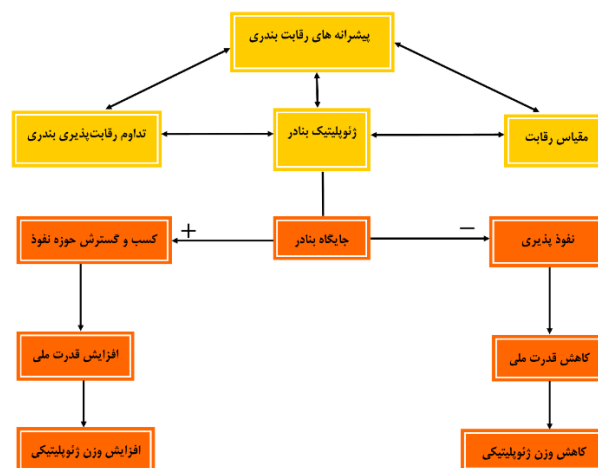 پیشرانه های رقابت بندری
مقیاس رقابت
ژئوپلیتیک بنادر
تداوم رقابت‌پذیری بندری
نفوذ پذیری
−
جایگاه بنادر
+
کسب و گسترش حوزه نفوذ
کاهش قدرت ملی
افزایش قدرت ملی
کاهش وزن ژئوپلیتیکی
افزایش وزن ژئوپلیتیکی